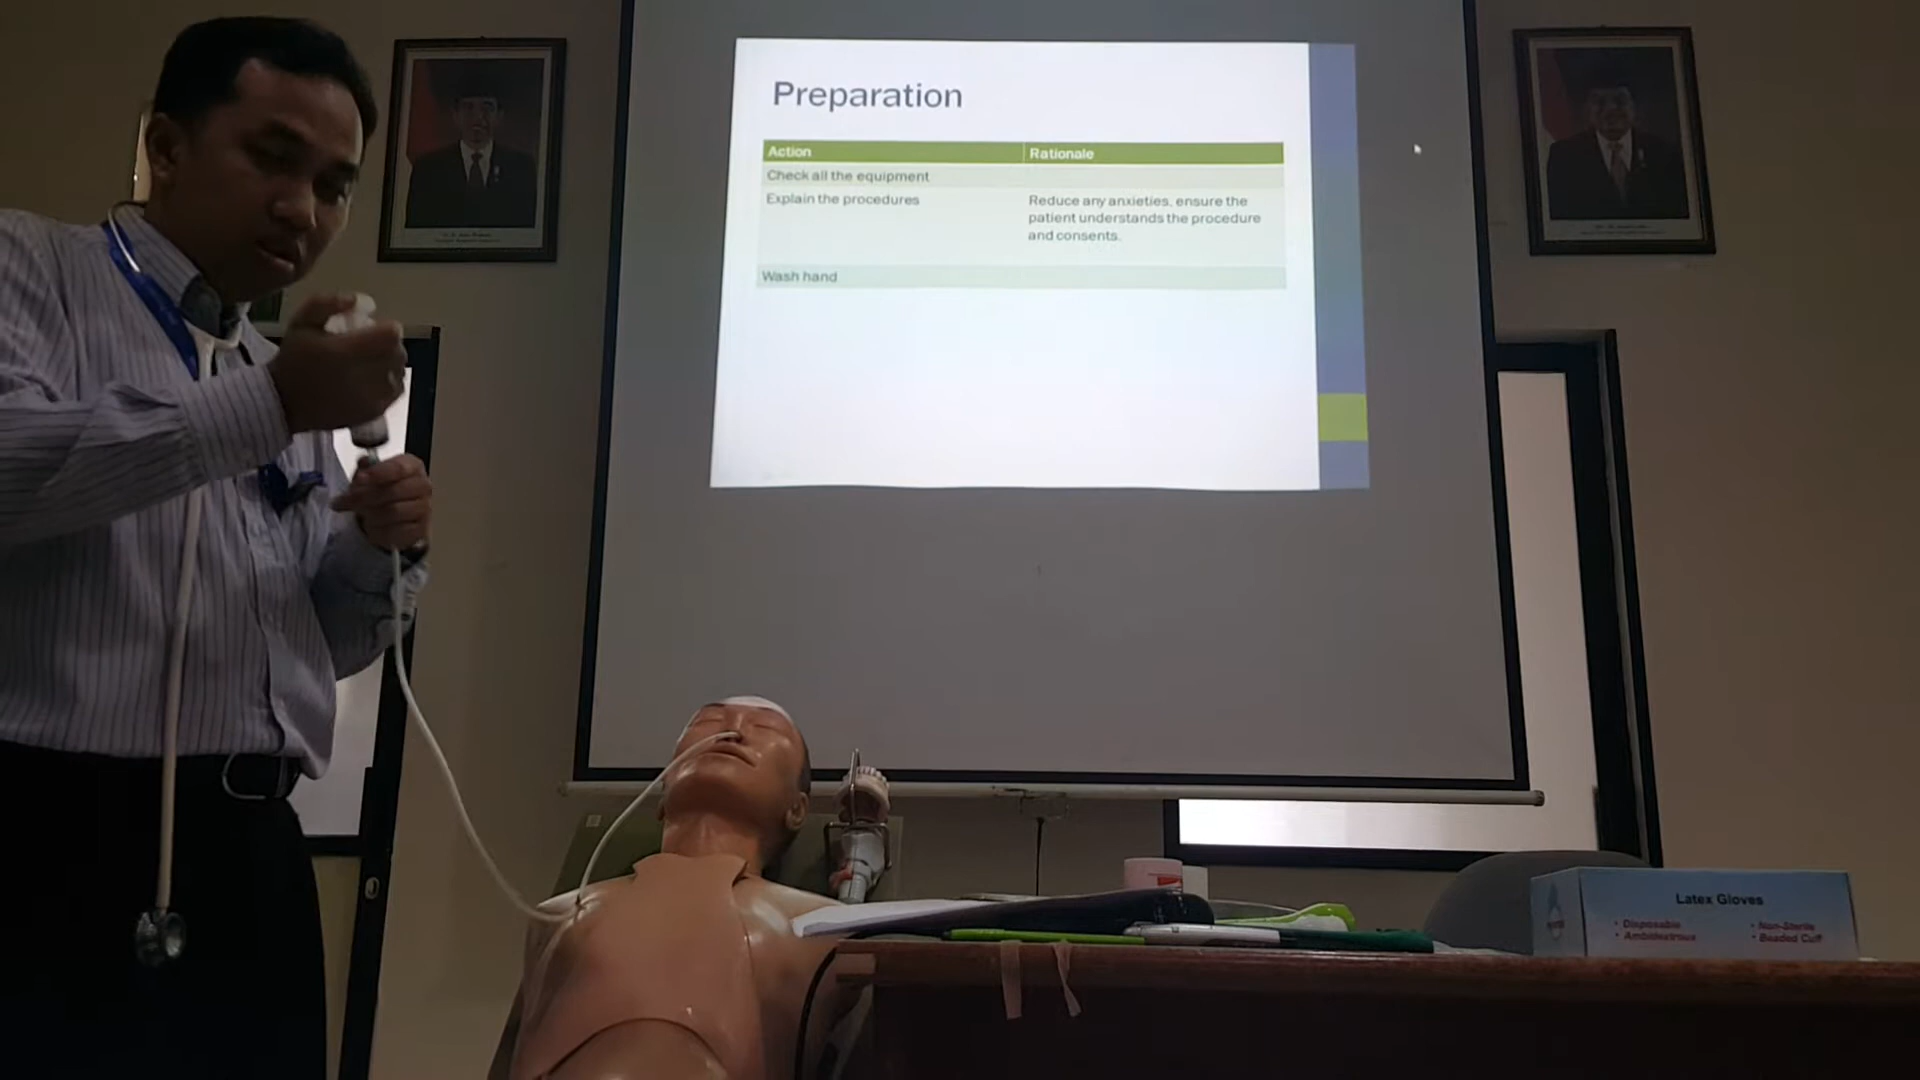 Preparation
Action
Rationale
Check all the equipment
Explain the procedures
Reduce any anxieties, ensure the
patient understands the procedure
and consents.
Wash hand
Latex Gloves
• Disposable
• Non-Sterile
• Ambidextrous
• Beaded Cuff